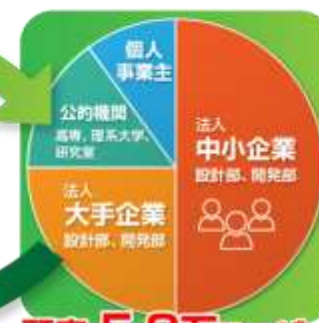 個人
事業主
公的機関
高専、理系大学、
研究室
法人
中小企業
設計部、開発部
法人
大手企業
設計部、開発部